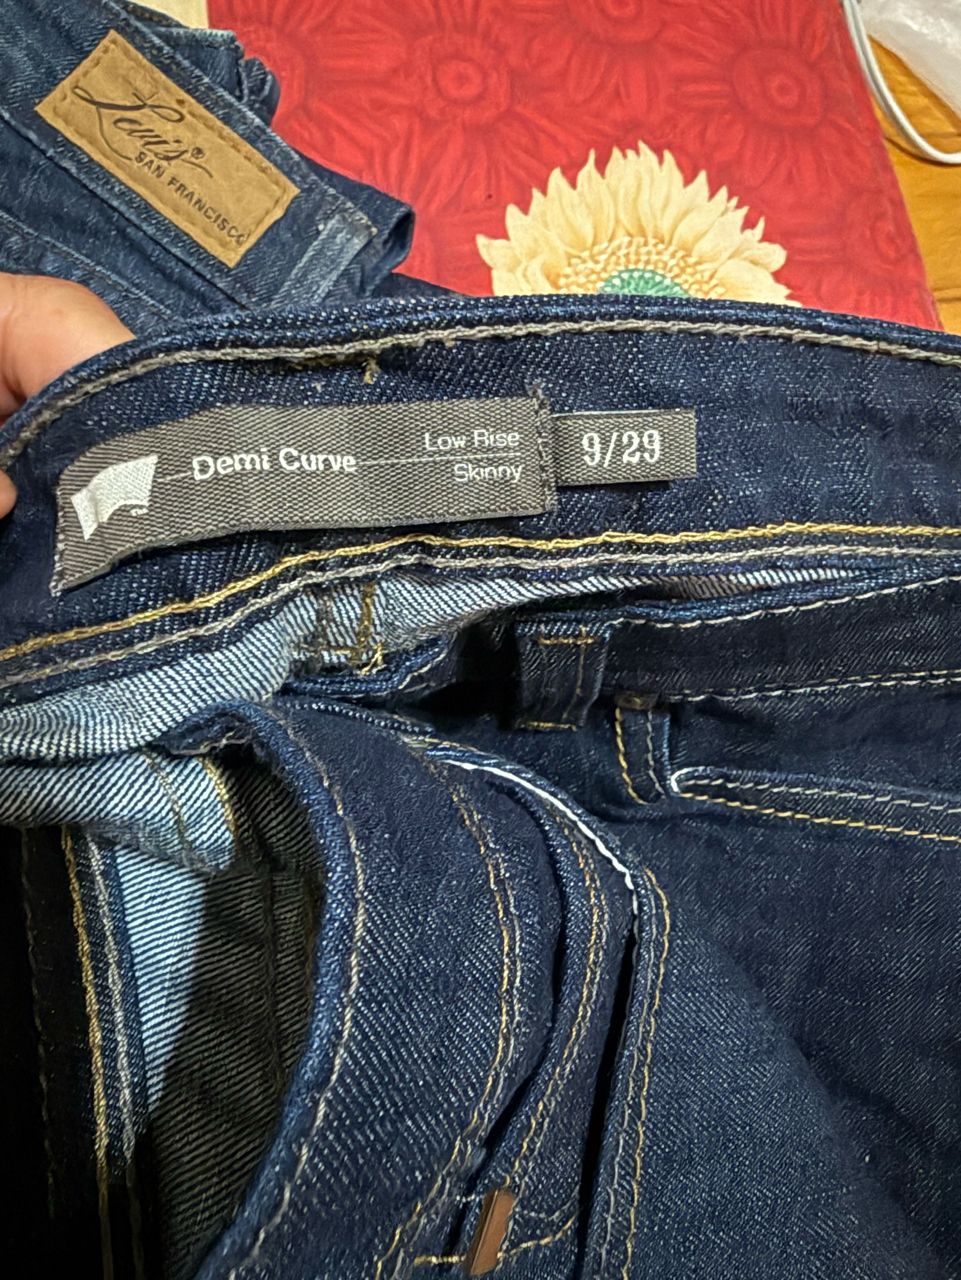 Levi's®
SAN FRANCISCO
Demi Curve
Low Rise
Skinny
9/29